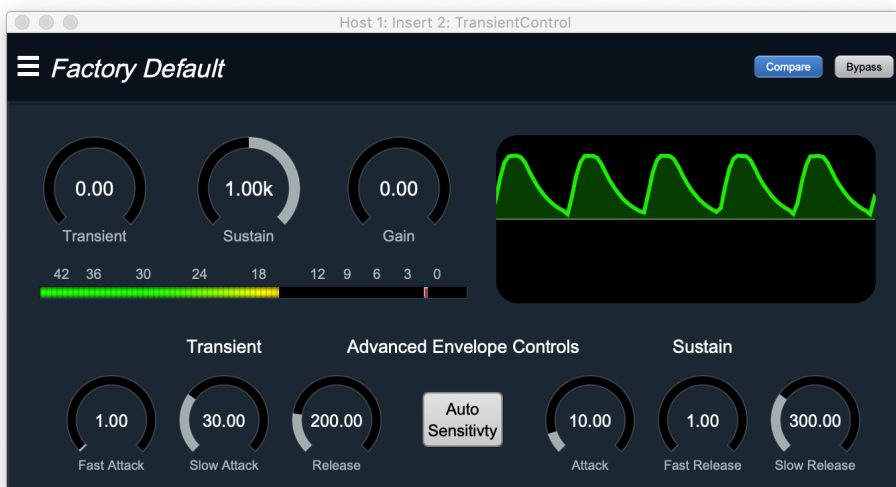 Host 1: Insert 2: TransientControl
Factory Default
Compare
Bypass
0.00
1.00k
0.00
Transient
Sustain
Gain
42 36 30 24 18 12 9 6 3 0
Transient
Advanced Envelope Controls
Sustain
1.00
30.00
200.00
Auto
Sensitivty
10.00
1.00
300.00
Fast Attack
Slow Attack
Release
Attack
Fast Release
Slow Release